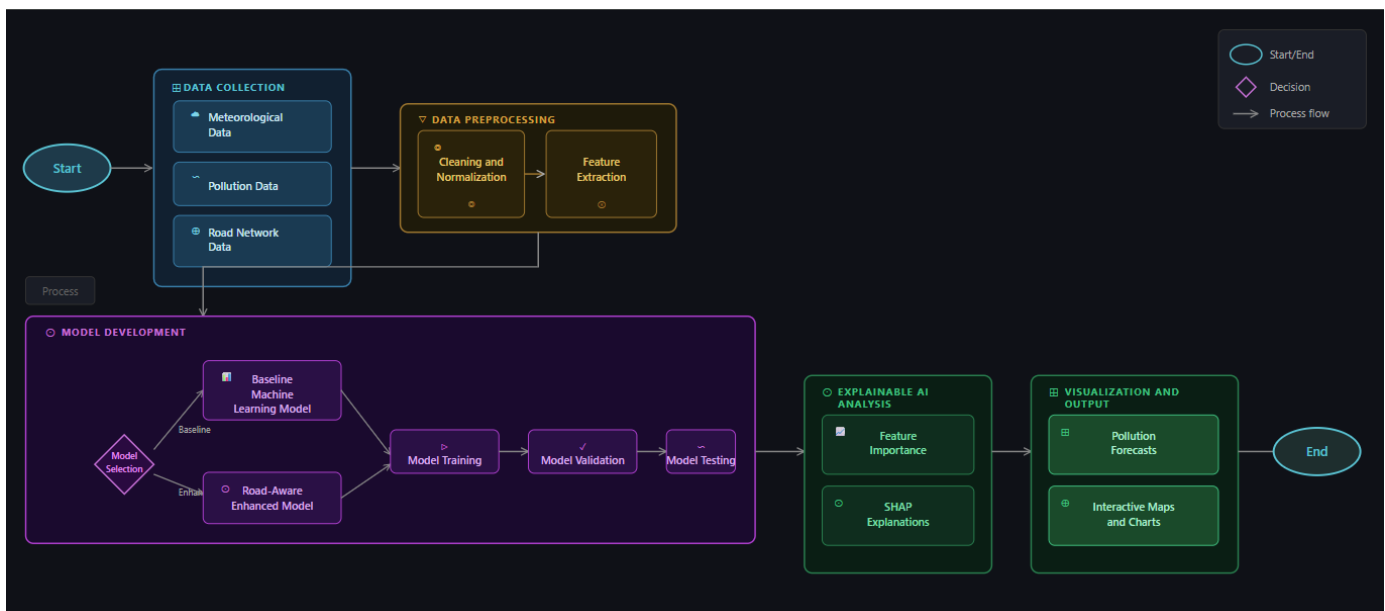 Start/End
Decision
Process flow
Start
DATA COLLECTION
Meteorological
Data
Pollution Data
Road Network
Data
DATA PREPROCESSING
Cleaning and
Normalization
Feature
Extraction
Process
MODEL DEVELOPMENT
Model
Selection
Baseline
Baseline
Machine
Learning Model
Road-Aware
Enhanced Model
Model Training
Model Validation
Model Testing
EXPLAINABLE AI
ANALYSIS
Feature
Importance
SHAP
Explanations
VISUALIZATION AND
OUTPUT
Pollution
Forecasts
Interactive Maps
and Charts
End